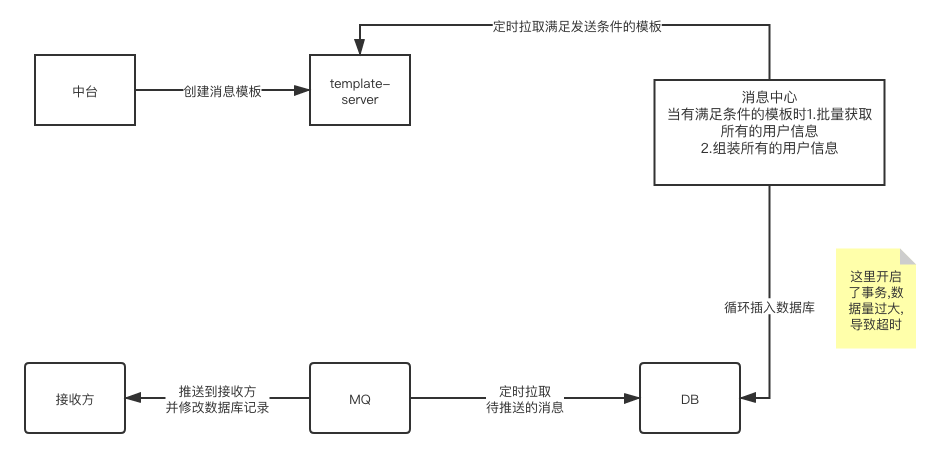 定时拉取满足发送条件的模板
中台
创建消息模板
template-
server
消息中心
当有满足条件的模板时1.批量获取
所有的用户信息
2.组装所有的用户信息
这里开启
了事务,数
据量过大,
导致超时
循环插入数据库
接收方
推送到接收方
并修改数据库记录
MQ
定时拉取
待推送的消息
DB